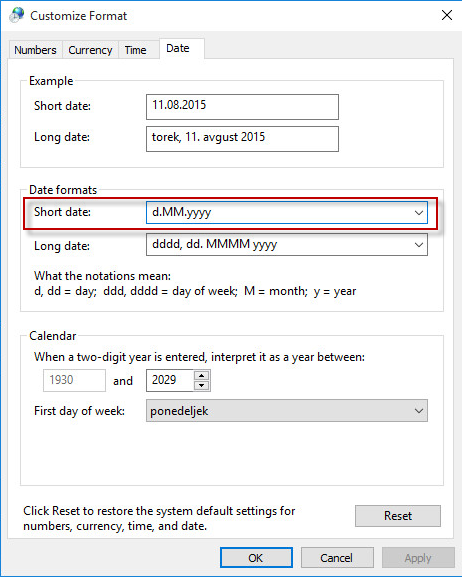 Customize Format
Numbers Currency Time Date
Example
Short date: 11.08.2015
Long date: torek, 11. avgust 2015
Date formats
Short date: d.MM.yyyy
Long date: dddd, dd. MMMM yyyy
What the notations mean:
d, dd = day; ddd, dddd = day of week; M = month; y = year
Calendar
When a two-digit year is entered, interpret it as a year between:
1930 and 2029
First day of week: ponedeljek
Click Reset to restore the system default settings for
numbers, currency, time, and date.
Reset
OK Cancel Apply